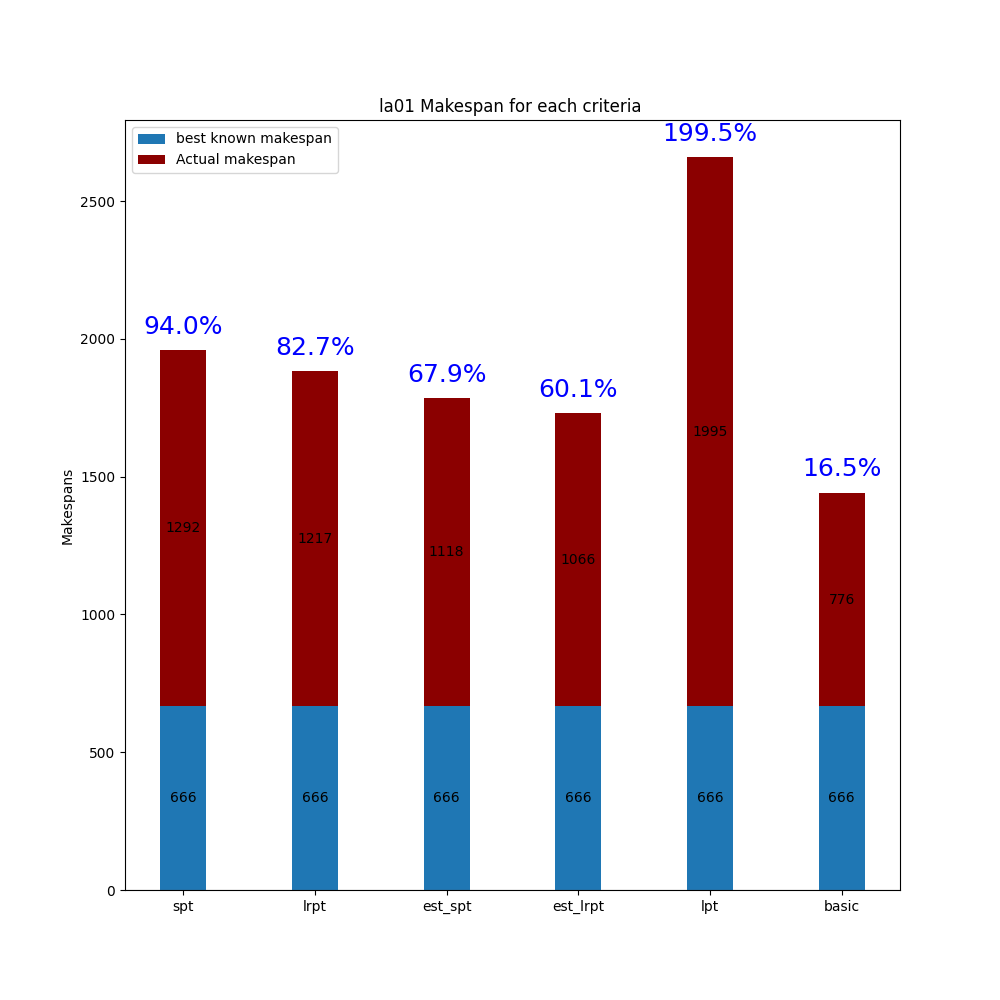 la01 Makespan for each criteria
best known makespan
Actual makespan
199.5%
94.0%
82.7%
67.9%
60.1%
16.5%
2500
2000
1500
1000
500
0
Makespans
1292
1217
1118
1066
1995
776
666
666
666
666
666
666
spt
lrpt
est_spt
est_lrpt
lpt
basic